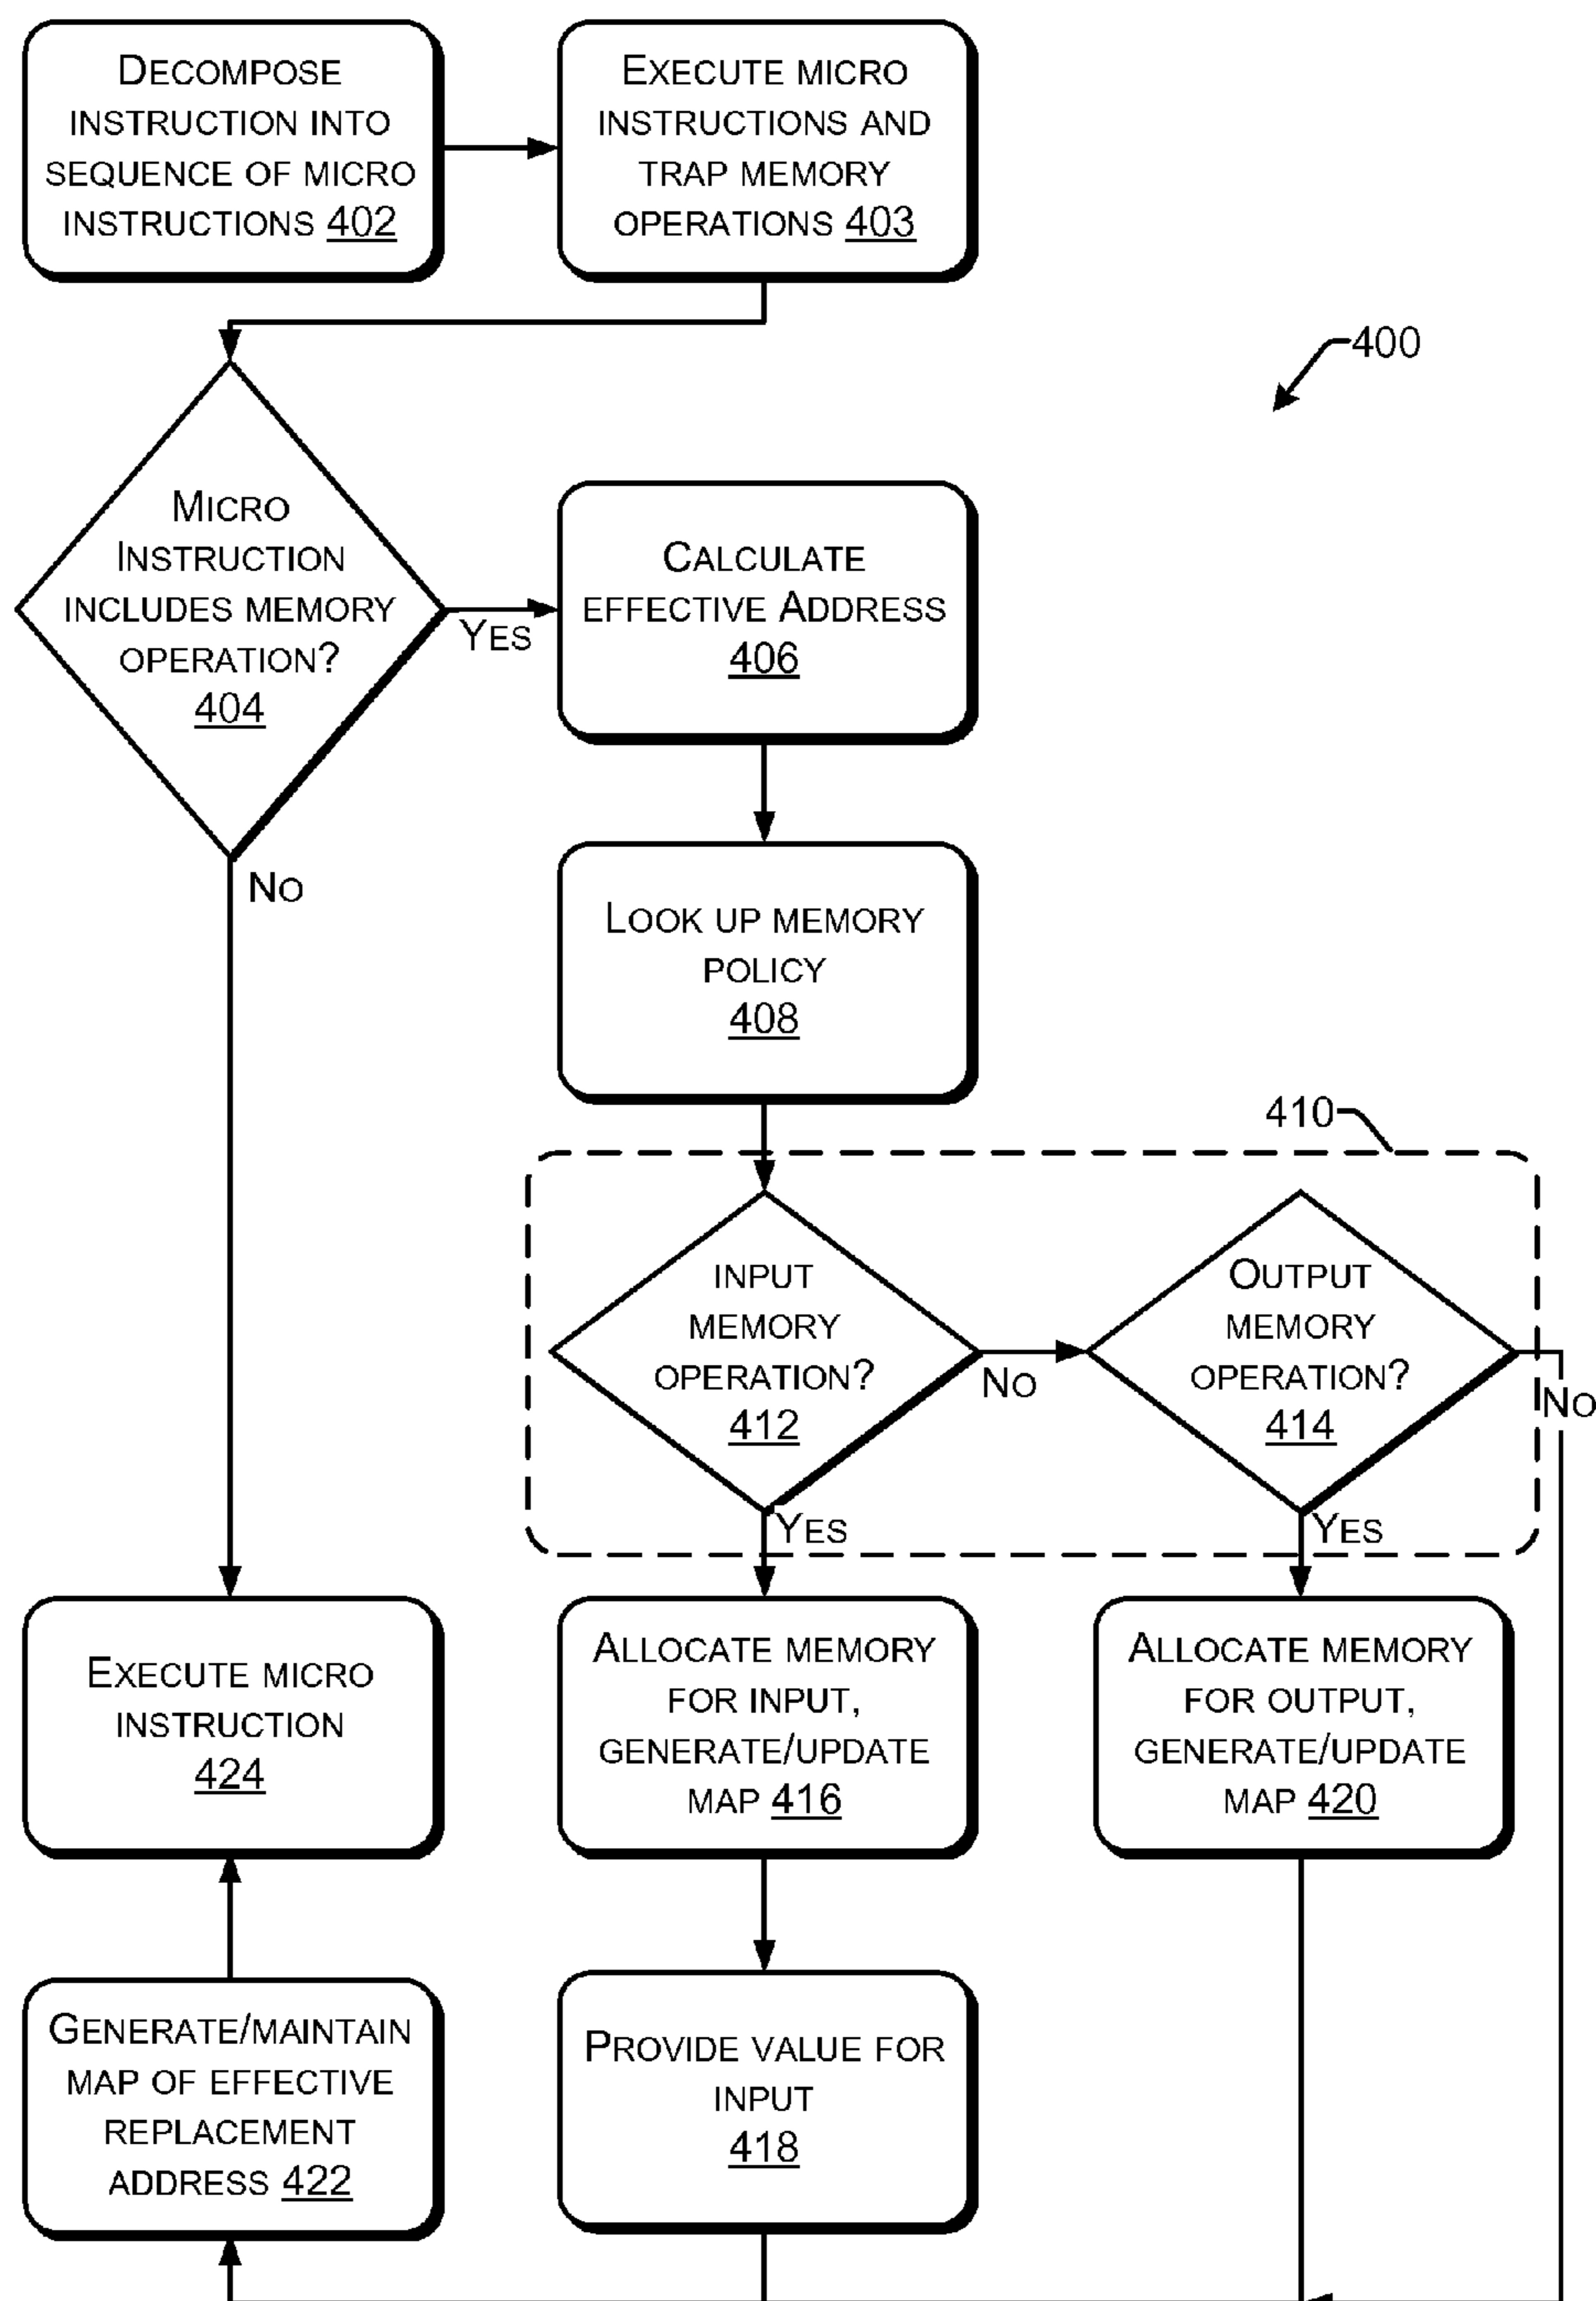 DECOMPOSE
INSTRUCTION INTO
SEQUENCE OF MICRO
INSTRUCTIONS 402
EXECUTE MICRO
INSTRUCTIONS AND
TRAP MEMORY
OPERATIONS 403
400
MICRO
INSTRUCTION
INCLUDES MEMORY
OPERATION?
404
YES
NO
CALCULATE
EFFECTIVE ADDRESS
406
LOOK UP MEMORY
POLICY
408
410
INPUT
MEMORY
OPERATION?
412
NO
YES
OUTPUT
MEMORY
OPERATION?
414
NO
YES
EXECUTE MICRO
INSTRUCTION
424
ALLOCATE MEMORY
FOR INPUT,
GENERATE/UPDATE
MAP 416
ALLOCATE MEMORY
FOR OUTPUT,
GENERATE/UPDATE
MAP 420
GENERATE/MAINTAIN
MAP OF EFFECTIVE
REPLACEMENT
ADDRESS 422
PROVIDE VALUE FOR
INPUT
418